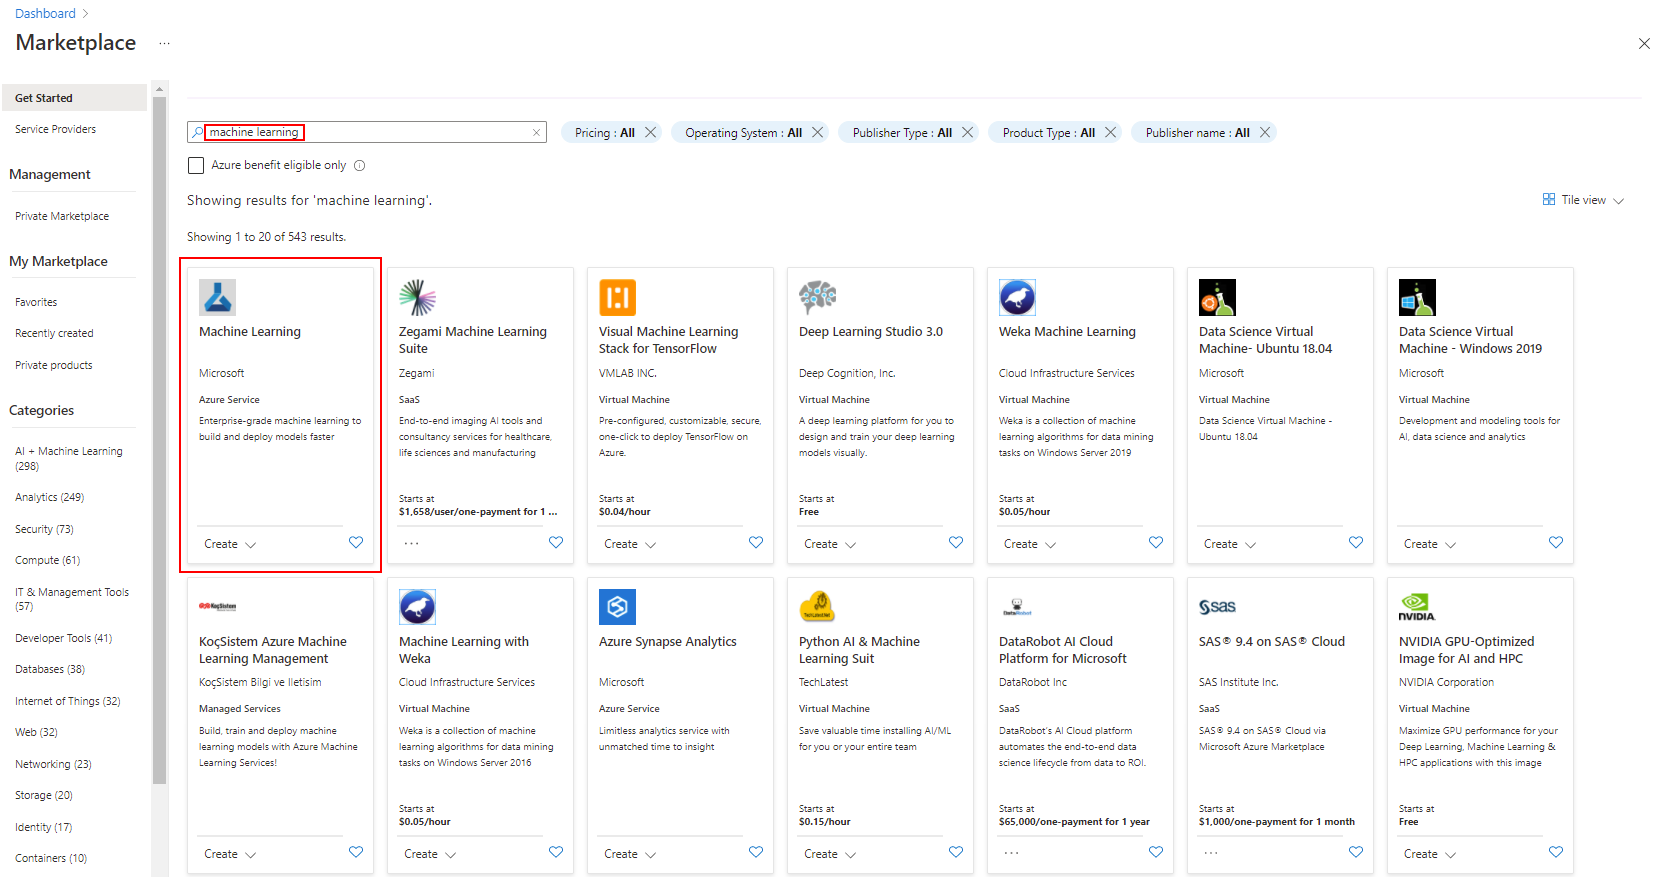 Dashboard
Marketplace
...
Get Started
Service Providers
Management
Private Marketplace
My Marketplace
Favorites
Recently created
Private products
Categories
AI + Machine Learning
(298)
Analytics (249)
Security (73)
Compute (61)
IT & Management Tools
(57)
Developer Tools (41)
Databases (38)
Internet of Things (32)
Web (32)
Networking (23)
Storage (20)
Identity (17)
Containers (10)
machine learning
Pricing : All
Operating System : All
Publisher Type : All
Product Type : All
Publisher name : All
Azure benefit eligible only
Showing results for 'machine learning'.
Tile view
Showing 1 to 20 of 543 results.
Machine Learning
Microsoft
Azure Service
Enterprise-grade machine learning to
build and deploy models faster
Create
Zegami Machine Learning
Suite
Zegami
SaaS
End-to-end imaging AI tools and
consultancy services for healthcare,
life sciences and manufacturing
Starts at
$1,658/user/one-payment for 1 ...
...
Visual Machine Learning
Stack for TensorFlow
VMLAB INC.
Virtual Machine
Pre-configured, customizable, secure,
one-click to deploy TensorFlow on
Azure.
Starts at
$0.04/hour
Create
Deep Learning Studio 3.0
Deep Cognition, Inc.
Virtual Machine
A deep learning platform for you to
design and train your deep learning
models visually.
Starts at
Free
Create
Weka Machine Learning
Cloud Infrastructure Services
Virtual Machine
Weka is a collection of machine
learning algorithms for data mining
tasks on Windows Server 2019
Starts at
$0.05/hour
Create
Data Science Virtual
Machine- Ubuntu 18.04
Microsoft
Virtual Machine
Data Science Virtual Machine -
Ubuntu 18.04
Create
Data Science Virtual
Machine - Windows 2019
Microsoft
Virtual Machine
Development and modeling tools for
AI, data science and analytics
Create
KoçSistem
KoçSistem Azure Machine
Learning Management
KoçSistem Bilgi ve Iletisim
Managed Services
Build, train and deploy machine
learning models with Azure Machine
Learning Services!
Create
Machine Learning with
Weka
Cloud Infrastructure Services
Virtual Machine
Weka is a collection of machine
learning algorithms for data mining
tasks on Windows Server 2016
Starts at
$0.05/hour
Create
Azure Synapse Analytics
Microsoft
Azure Service
Limitless analytics service with
unmatched time to insight
Create
Python AI & Machine
Learning Suit
TechLatest
Virtual Machine
Save valuable time installing AI/ML
for you or your entire team
Starts at
$0.15/hour
Create
DataRobot
DataRobot AI Cloud
Platform for Microsoft
DataRobot Inc
SaaS
DataRobot's AI Cloud platform
automates the end-to-end data
science lifecycle from data to ROI.
Starts at
$65,000/one-payment for 1 year
...
sas
SAS® 9.4 on SAS® Cloud
SAS Institute Inc.
SaaS
SAS® 9.4 on SAS® Cloud via
Microsoft Azure Marketplace
Starts at
$1,000/one-payment for 1 month
...
NVIDIA.
NVIDIA GPU-Optimized
Image for AI and HPC
NVIDIA Corporation
Virtual Machine
Maximize GPU performance for your
Deep Learning, Machine Learning &
HPC applications with this image
Starts at
Free
Create